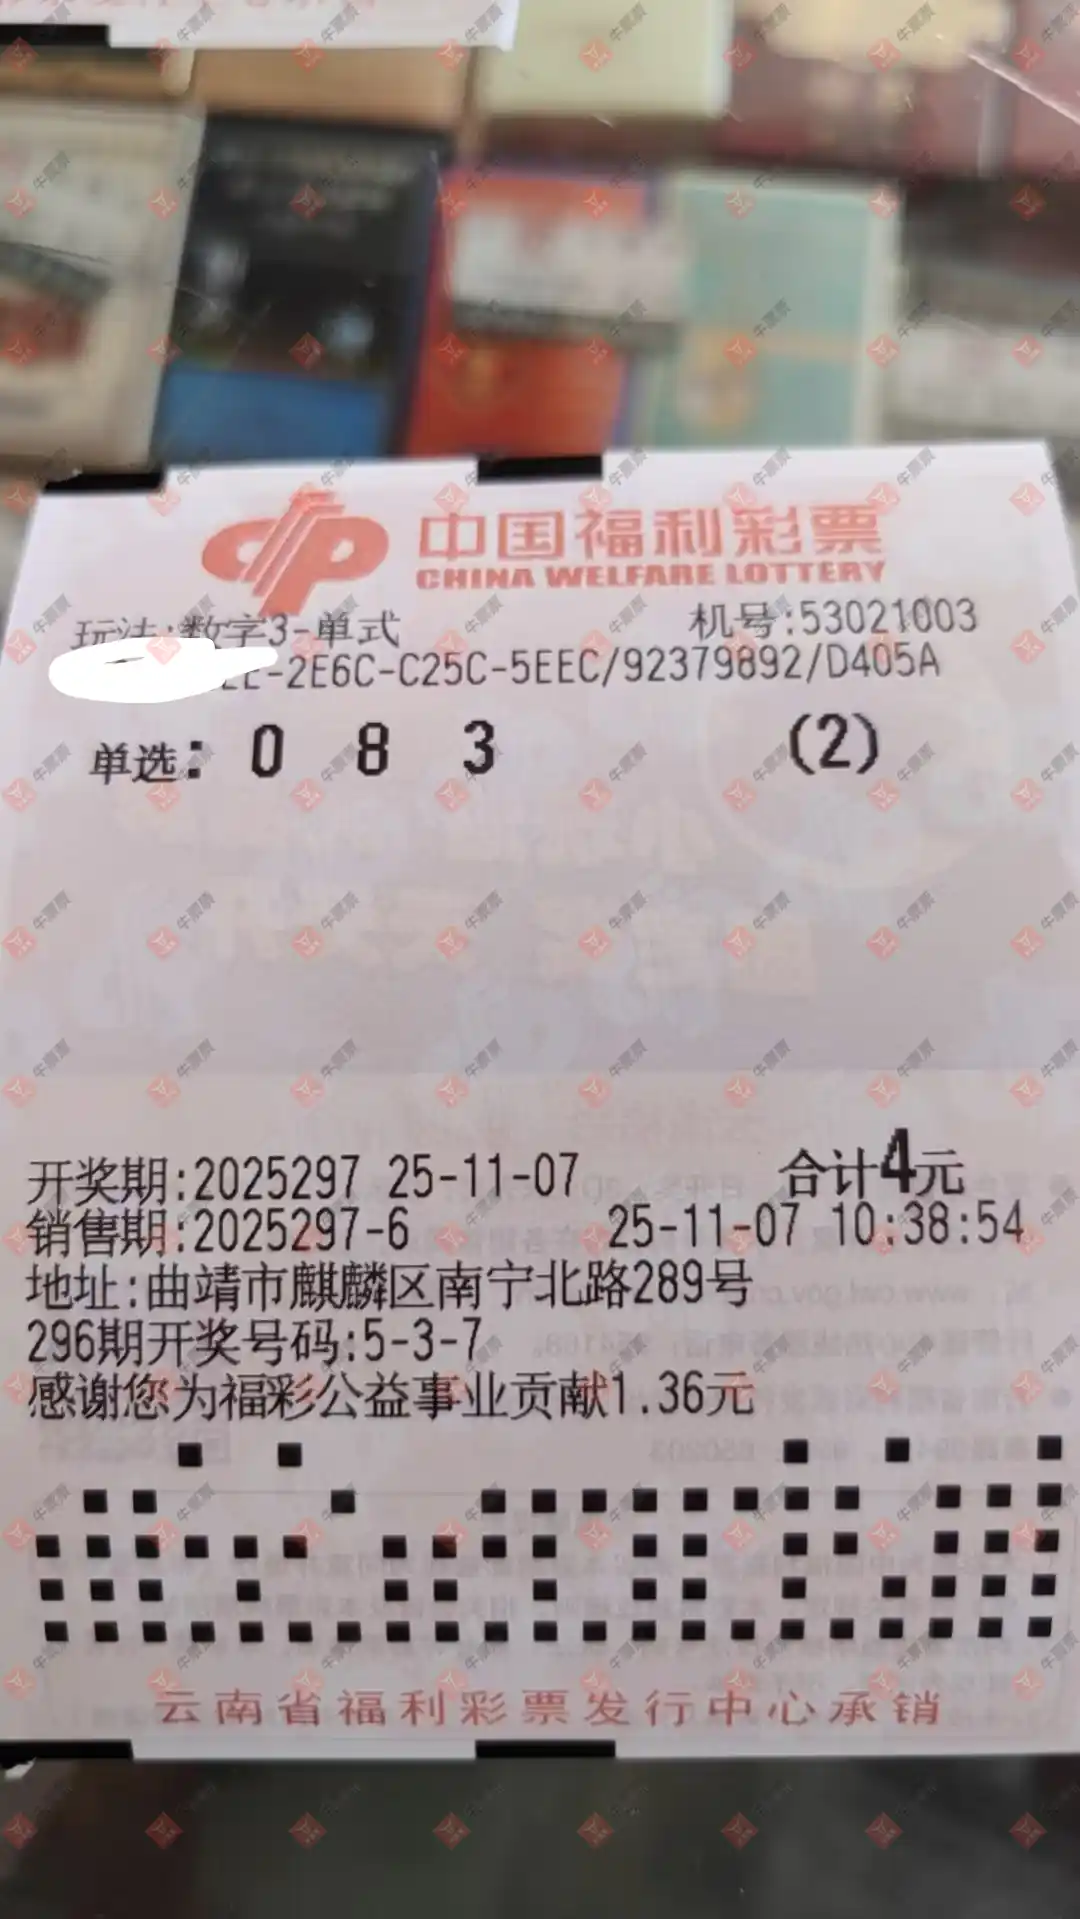 中国福利彩票
CHINA WELFARE LOTTERY
玩法:数字3-单式 机号:53021003
2E-2E6C-C25C-5EEC/92379892/D405A
单选: 0 8 3 (2)
开奖期:2025297 25-11-07 合计4元
销售期:2025297-6 25-11-07 10:38:54
地址:曲靖市麒麟区南宁北路289号
296期开奖号码:5-3-7
感谢您为福彩公益事业贡献1.36元
云南省福利彩票发行中心承销
牛票票